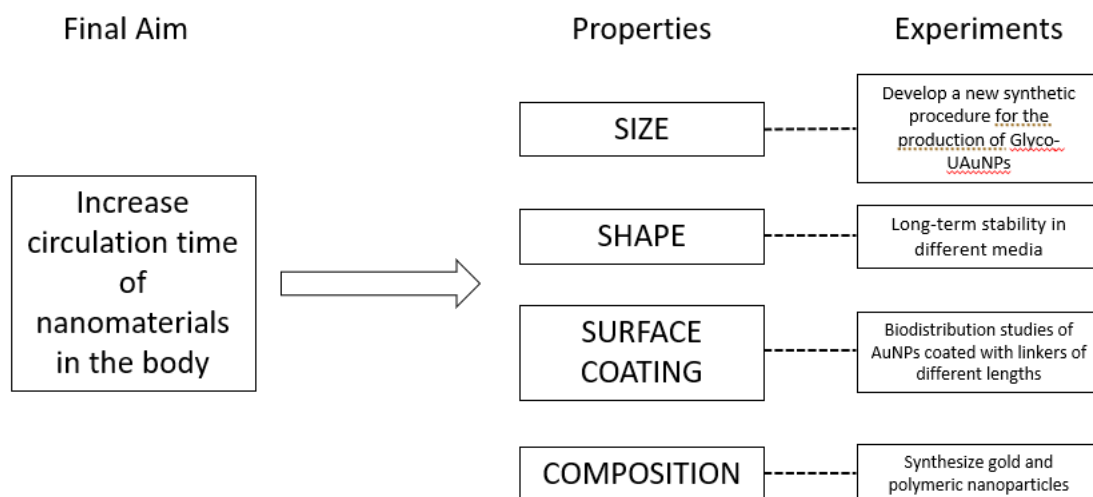 Final Aim
Properties
Experiments
Increase
circulation time
of
nanomaterials
in the body
SIZE
Develop a new synthetic
procedure for the
production of Glyco-
UAuNPs
SHAPE
Long-term stability in
different media
SURFACE
COATING
Biodistribution studies of
AuNPs coated with linkers of
different lengths
COMPOSITION
Synthesize gold and
polymeric nanoparticles